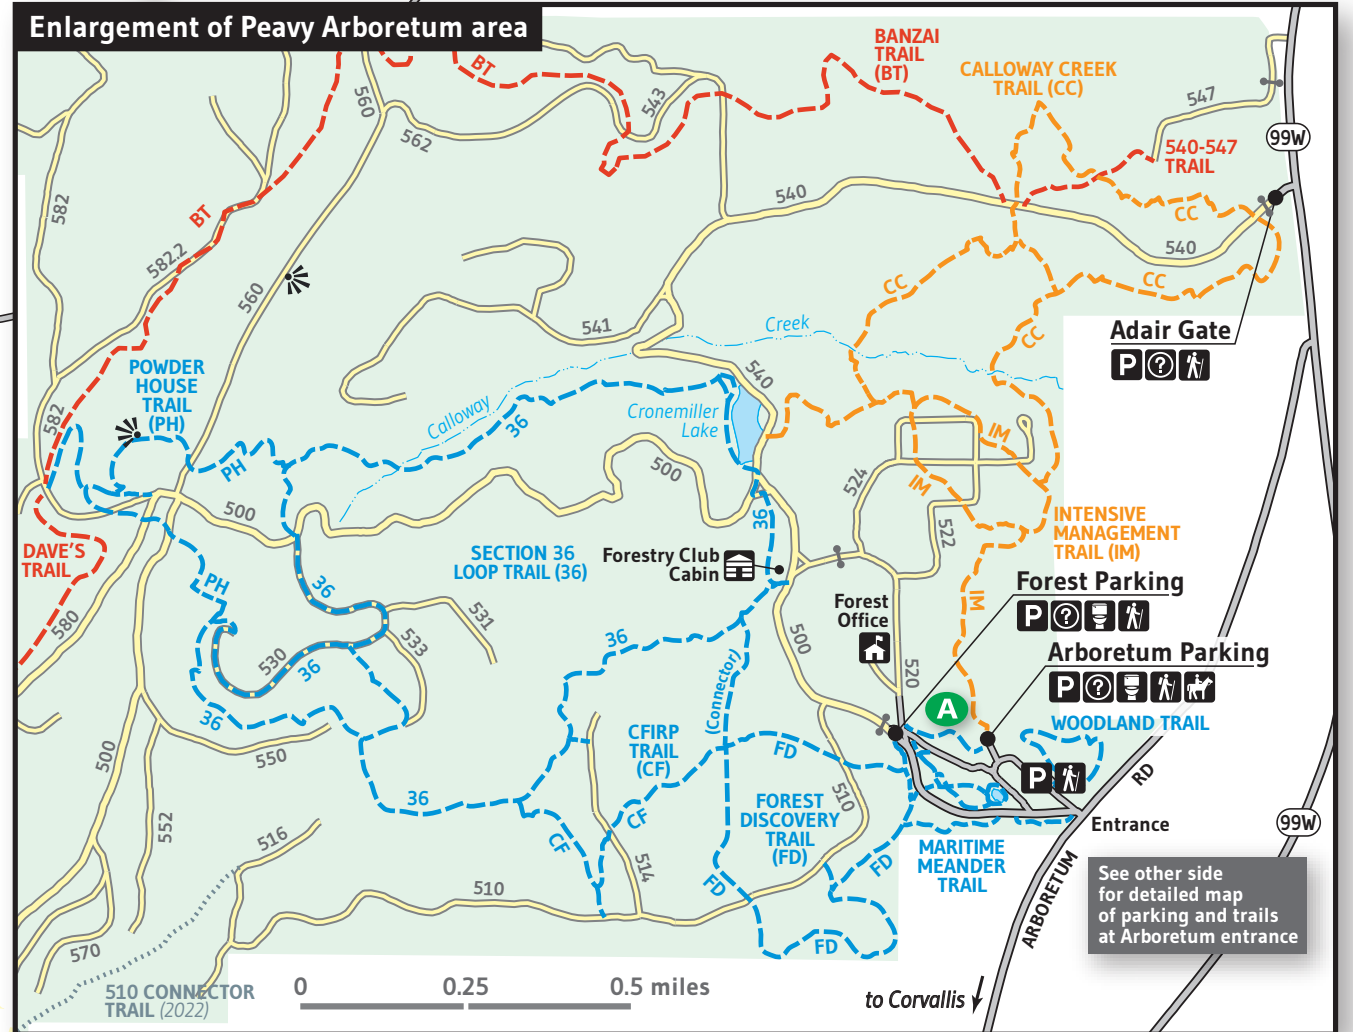 Enlargement of Peavy Arboretum area
BANZAI
TRAIL
(BT)
CALLOWAY CREEK
TRAIL (CC)
BT
543
547
560
562
99W
540-547
TRAIL
582
540
CC
BT
540
582.2
CC
CC
560
541
Creek
CC
Adair Gate
P ?
POWDER
HOUSE
TRAIL
(PH)
540
582
Calloway
36
Cronemiller
Lake
IM
PH
500
524
IM
500
36
522
INTENSIVE
MANAGEMENT
TRAIL (IM)
DAVE'S
TRAIL
SECTION 36
LOOP TRAIL (36)
Forestry Club
Cabin
PH
36
Forest Parking
P ?
IM
Forest
Office
580
531
533
36
500
530
36
Arboretum Parking
P ?
520
(Connector)
36
A
WOODLAND TRAIL
CFIRP
TRAIL
(CF)
FD
500
550
P
RD
36
510
FOREST
DISCOVERY
TRAIL
(FD)
CF
552
516
CF
Entrance
99W
514
FD
MARITIME
MEANDER
TRAIL
FD
510
ARBORETUM
See other side
for detailed map
of parking and trails
at Arboretum entrance
570
FD
510 CONNECTOR
TRAIL (2022)
0 0.25 0.5 miles
to Corvallis